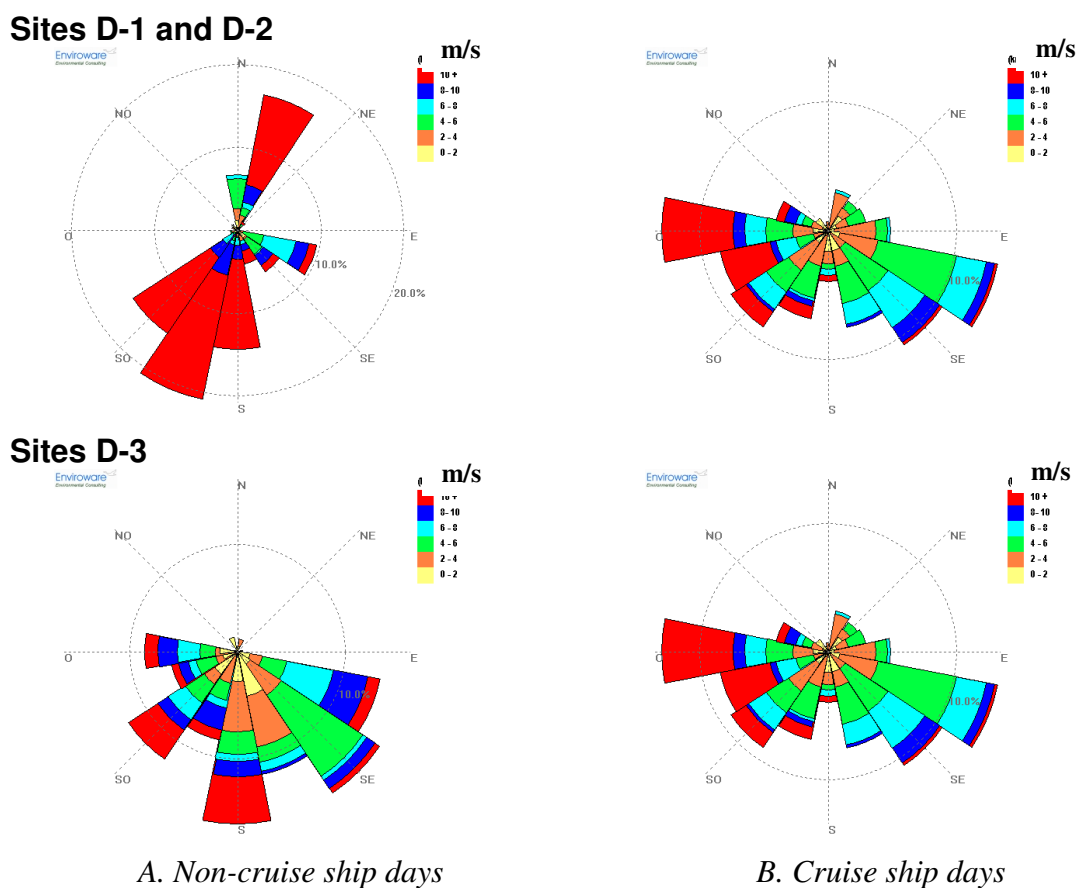 Sites D-1 and D-2
Enviroware
Environmental Consulting
m/s
10 +
8-10
6 - 8
4 - 6
2 - 4
0 - 2
N
NO
NE
O
E
10.0%
20.0%
SO
SE
S
Enviroware
Environmental Consulting
m/s
10 +
8-10
6 - 8
4 - 6
2 - 4
0 - 2
N
NO
NE
O
E
10.0%
SO
SE
S
Sites D-3
Enviroware
Environmental Consulting
m/s
10 +
8-10
6 - 8
4 - 6
2 - 4
0 - 2
N
NO
NE
O
E
10.0%
SO
SE
S
Enviroware
Environmental Consulting
m/s
10 +
8-10
6 - 8
4 - 6
2 - 4
0 - 2
N
NO
NE
O
E
10.0%
SO
SE
S
A. Non-cruise ship days
B. Cruise ship days